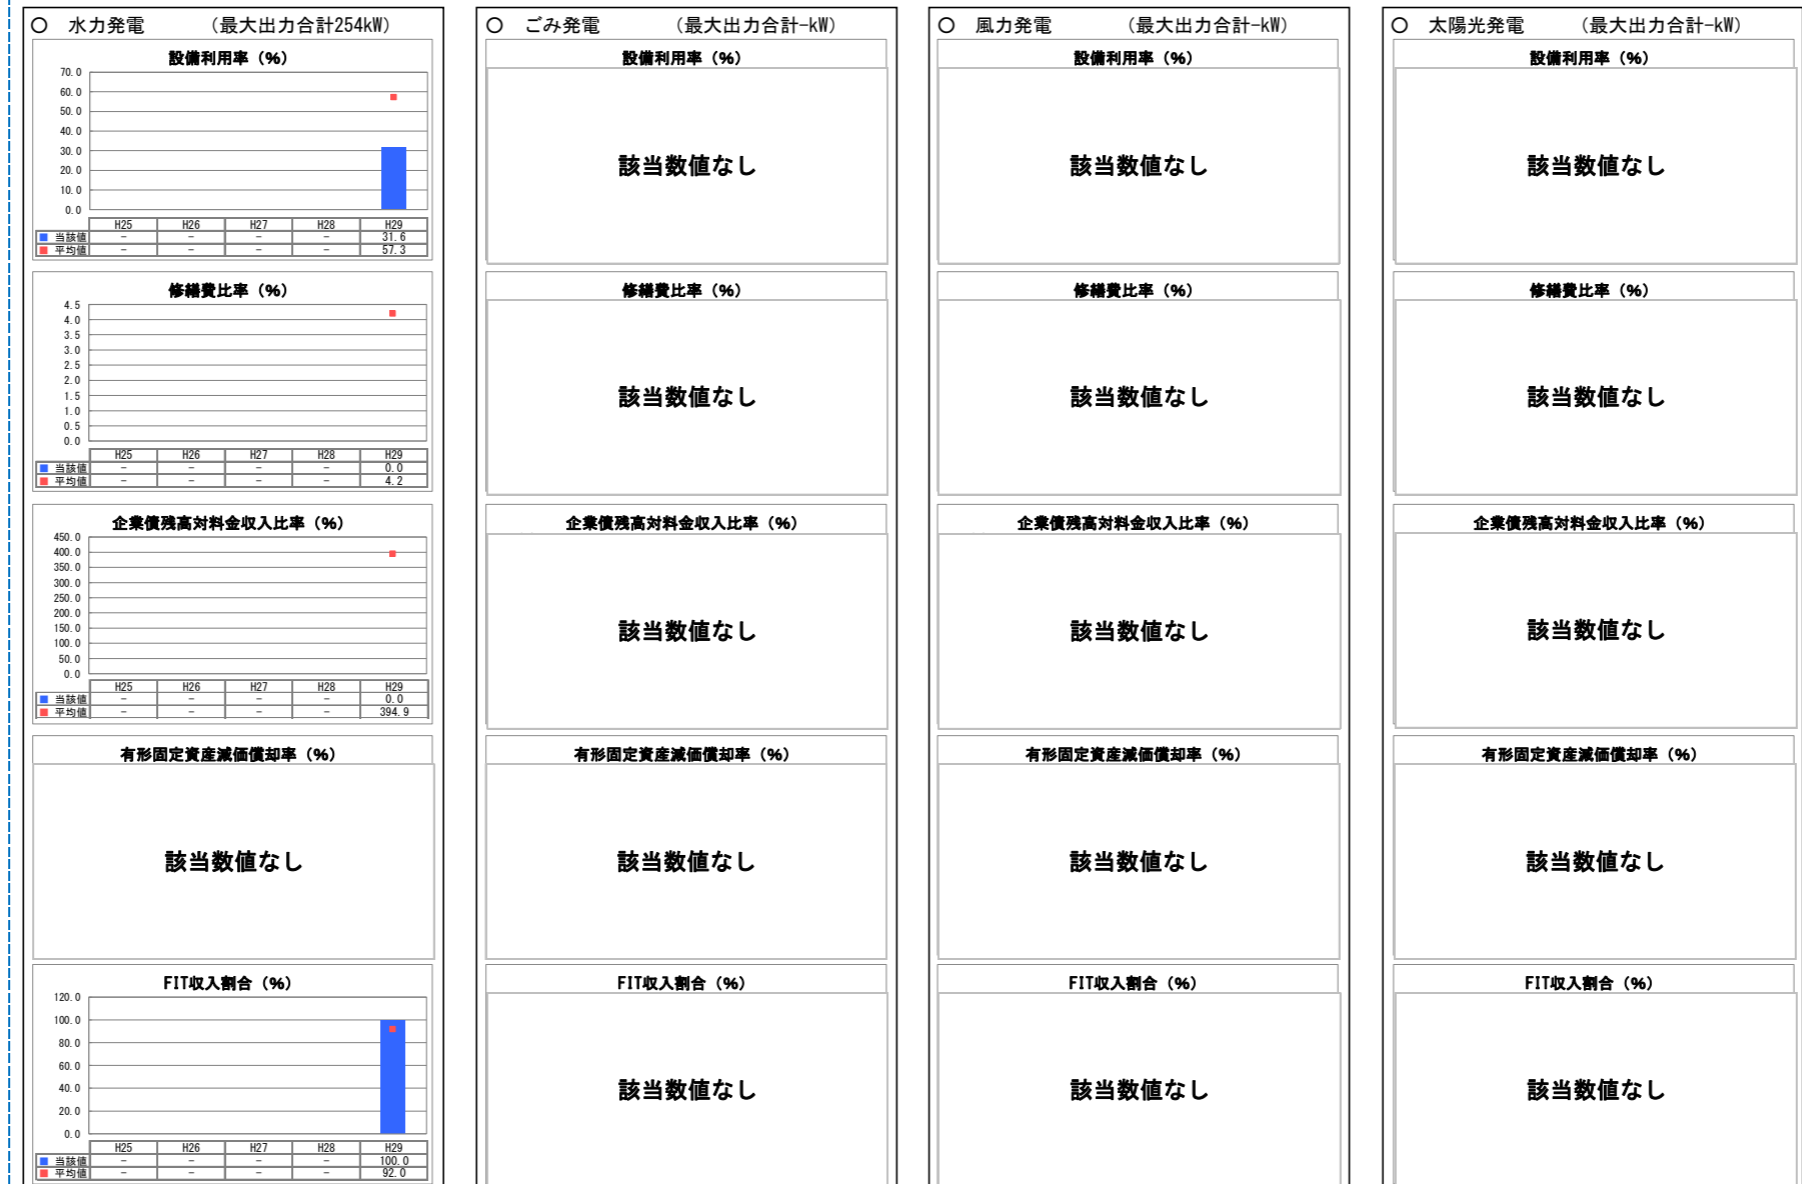 ○ 水力発電 （最大出力合計254kW）
設備利用率（%）
70.0
60.0
50.0
40.0
30.0
20.0
10.0
0.0
H25 H26 H27 H28 H29
■ 当該値 － － － － 31.6
■ 平均値 － － － － 57.3
修繕費比率（%）
4.5
4.0
3.5
3.0
2.5
2.0
1.5
1.0
0.5
0.0
H25 H26 H27 H28 H29
■ 当該値 － － － － 0.0
■ 平均値 － － － － 4.2
企業債残高対料金収入比率（%）
450.0
400.0
350.0
300.0
250.0
200.0
150.0
100.0
50.0
0.0
H25 H26 H27 H28 H29
■ 当該値 － － － － 0.0
■ 平均値 － － － － 394.9
有形固定資産減価償却率（%）
該当数値なし
FIT収入割合（%）
120.0
100.0
80.0
60.0
40.0
20.0
0.0
H25 H26 H27 H28 H29
■ 当該値 － － － － 100.0
■ 平均値 － － － － 92.0
○ ごみ発電 （最大出力合計-kW）
設備利用率（%）
該当数値なし
修繕費比率（%）
該当数値なし
企業債残高対料金収入比率（%）
該当数値なし
有形固定資産減価償却率（%）
該当数値なし
FIT収入割合（%）
該当数値なし
○ 風力発電 （最大出力合計-kW）
設備利用率（%）
該当数値なし
修繕費比率（%）
該当数値なし
企業債残高対料金収入比率（%）
該当数値なし
有形固定資産減価償却率（%）
該当数値なし
FIT収入割合（%）
該当数値なし
○ 太陽光発電 （最大出力合計-kW）
設備利用率（%）
該当数値なし
修繕費比率（%）
該当数値なし
企業債残高対料金収入比率（%）
該当数値なし
有形固定資産減価償却率（%）
該当数値なし
FIT収入割合（%）
該当数値なし